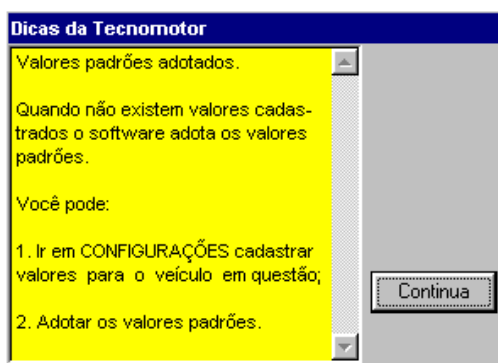 Dicas da Tecnomotor
Valores padrões adotados.
Quando não existem valores cadas-
trados o software adota os valores
padrões.
Você pode:
1. Ir em CONFIGURAÇÕES cadastrar
valores para o veículo em questão;
2. Adotar os valores padrões.
Continua